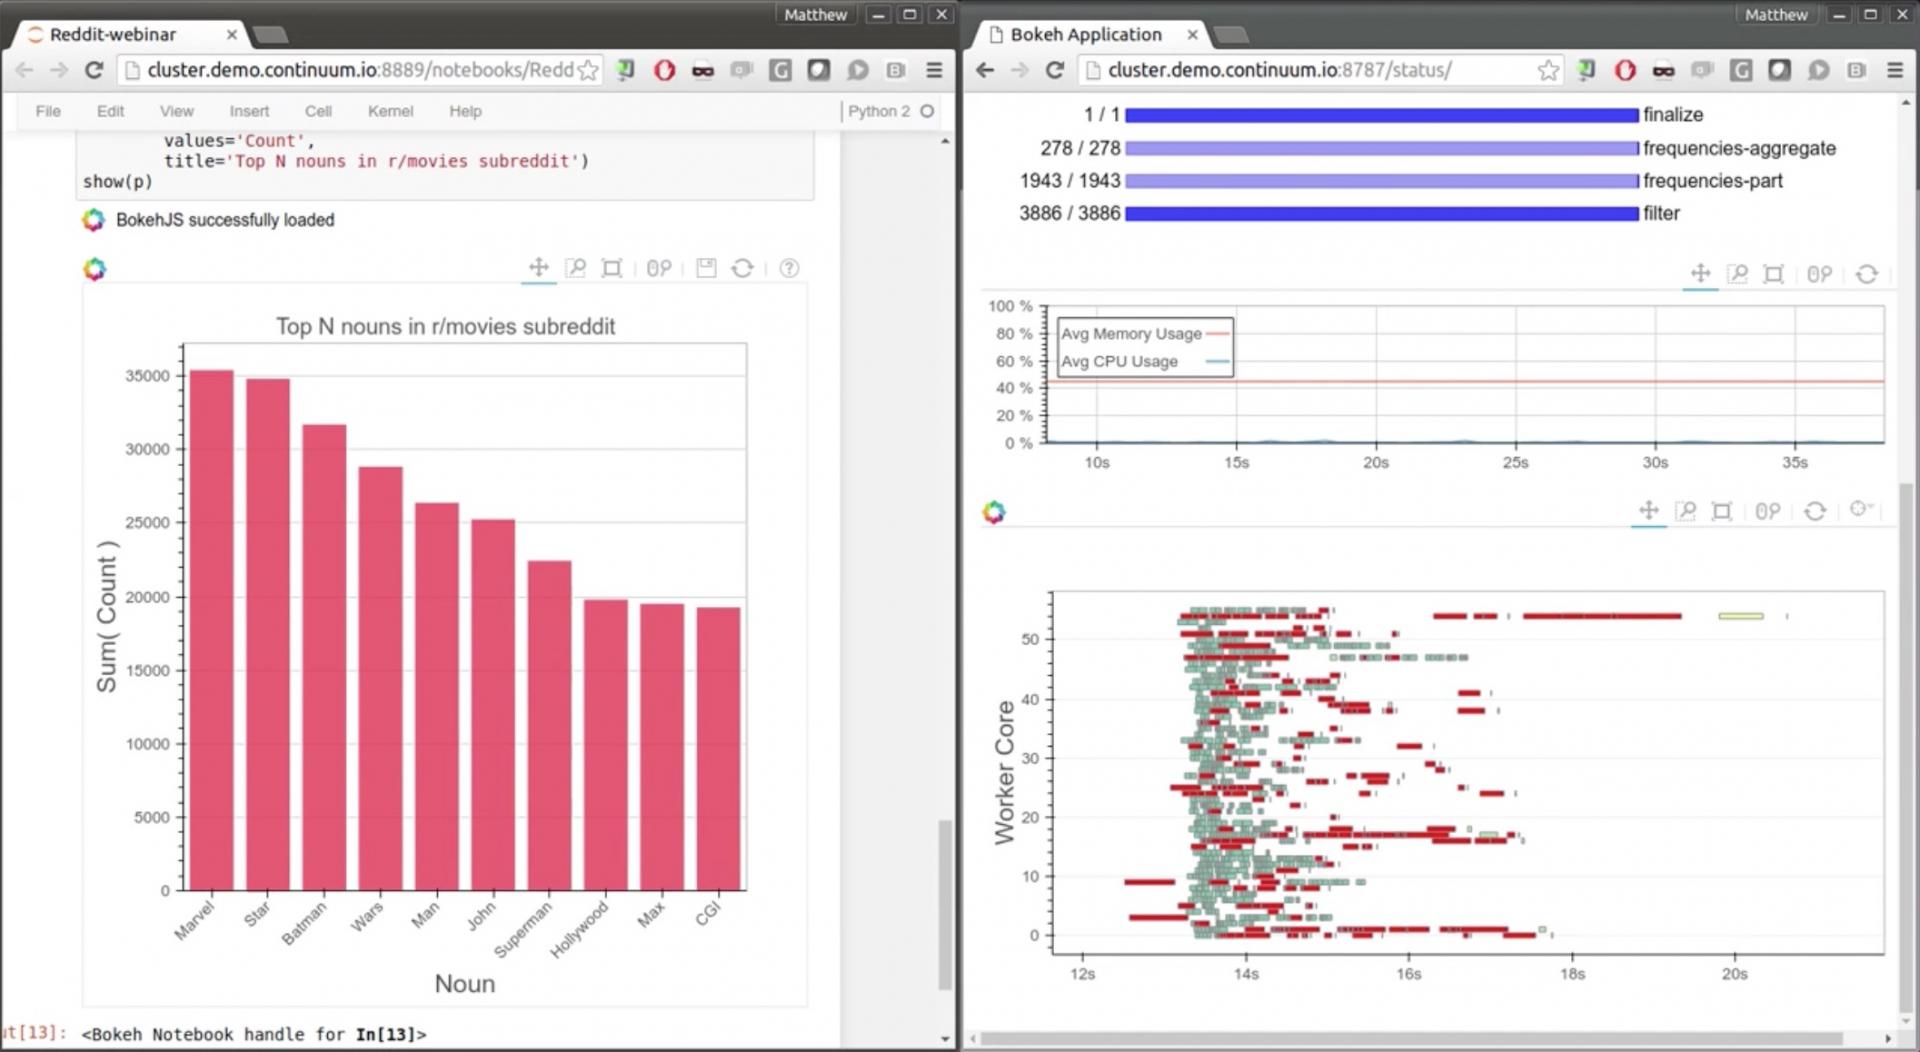 Matthew
Reddit-webinar
cluster.demo.continuum.io:8889/notebooks/Redd
File Edit View Insert Cell Kernel Help Python 2
values='Count',
title='Top N nouns in r/movies subreddit')
show(p)
BokehJS successfully loaded
Top N nouns in r/movies subreddit
35000
30000
25000
20000
15000
10000
5000
0
Sum( Count )
Marvel Star Batman Wars Man John Superman Hollywood Max CGI
Noun
ut[13]: <Bokeh Notebook handle for In[13]>
Matthew
Bokeh Application
cluster.demo.continuum.io:8787/status/
1 / 1 finalize
278 / 278 frequencies-aggregate
1943 / 1943 frequencies-part
3886 / 3886 filter
100 %
80 %
60 %
40 %
20 %
0 %
Avg Memory Usage
Avg CPU Usage
10s 15s 20s 25s 30s 35s
50
40
30
20
10
0
Worker Core
12s 14s 16s 18s 20s